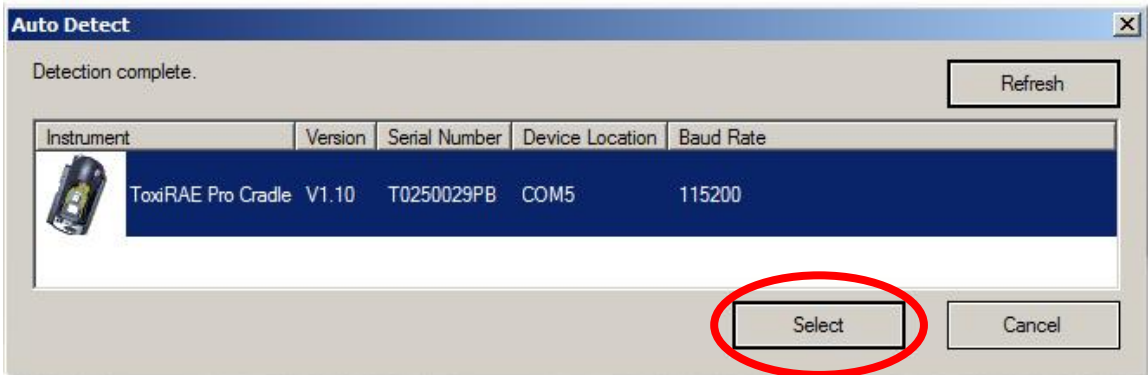 Auto Detect
Detection complete.
Refresh
Instrument Version Serial Number Device Location Baud Rate
ToxiRAE Pro Cradle V1.10 T0250029PB COM5 115200
Select Cancel